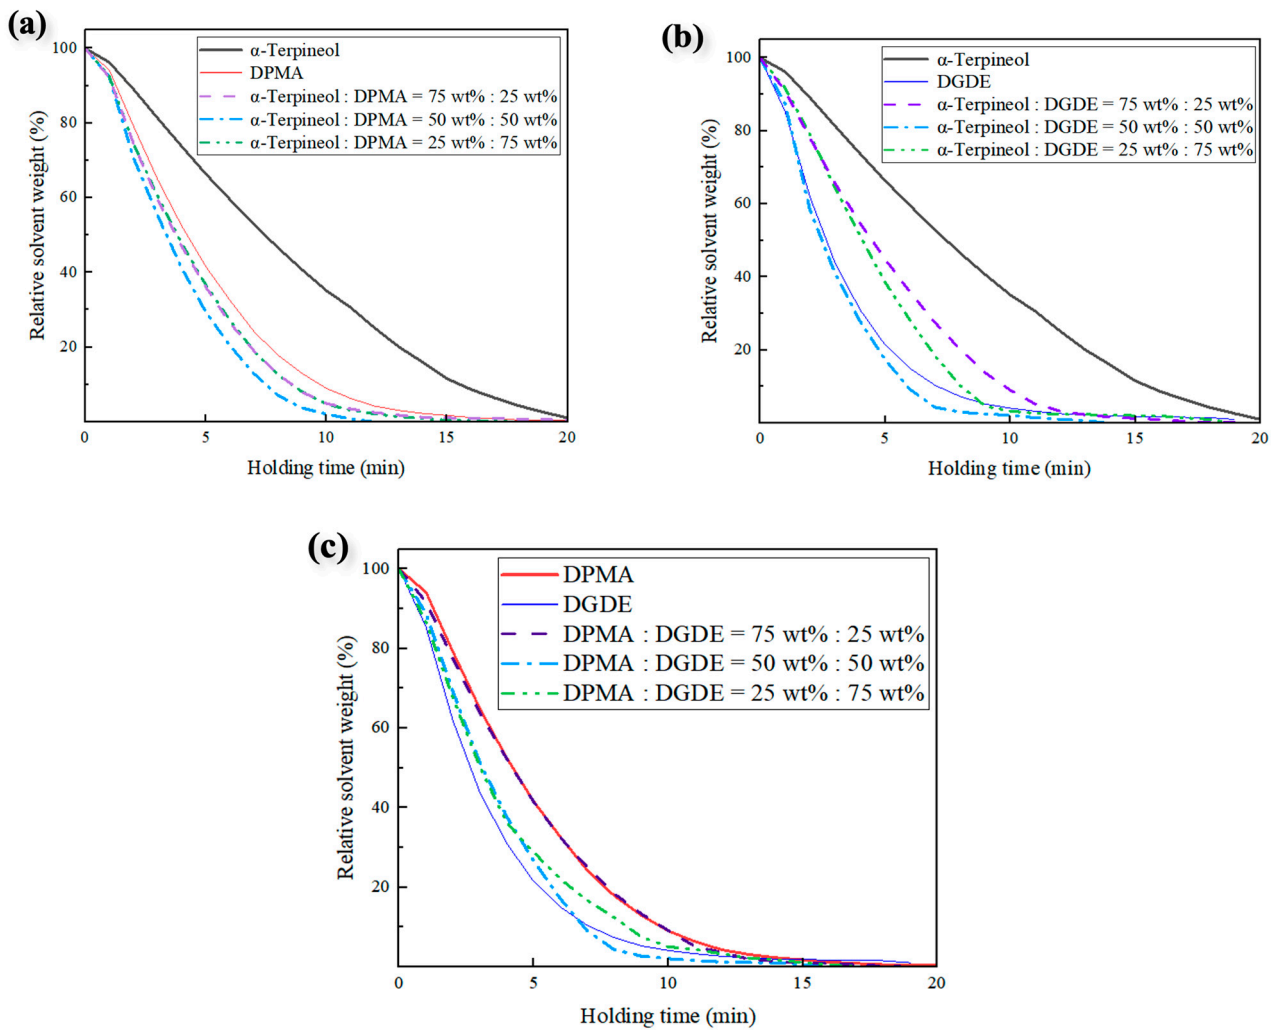 (a)
100
80
60
40
20
0
5
10
15
20
Relative solvent weight (%)
Holding time (min)
α-Terpineol
DPMA
α-Terpineol : DPMA = 75 wt% : 25 wt%
α-Terpineol : DPMA = 50 wt% : 50 wt%
α-Terpineol : DPMA = 25 wt% : 75 wt%
(b)
100
80
60
40
20
0
5
10
15
20
Relative solvent weight (%)
Holding time (min)
α-Terpineol
DGDE
α-Terpineol : DGDE = 75 wt% : 25 wt%
α-Terpineol : DGDE = 50 wt% : 50 wt%
α-Terpineol : DGDE = 25 wt% : 75 wt%
(c)
100
80
60
40
20
0
5
10
15
20
Relative solvent weight (%)
Holding time (min)
DPMA
DGDE
DPMA : DGDE = 75 wt% : 25 wt%
DPMA : DGDE = 50 wt% : 50 wt%
DPMA : DGDE = 25 wt% : 75 wt%